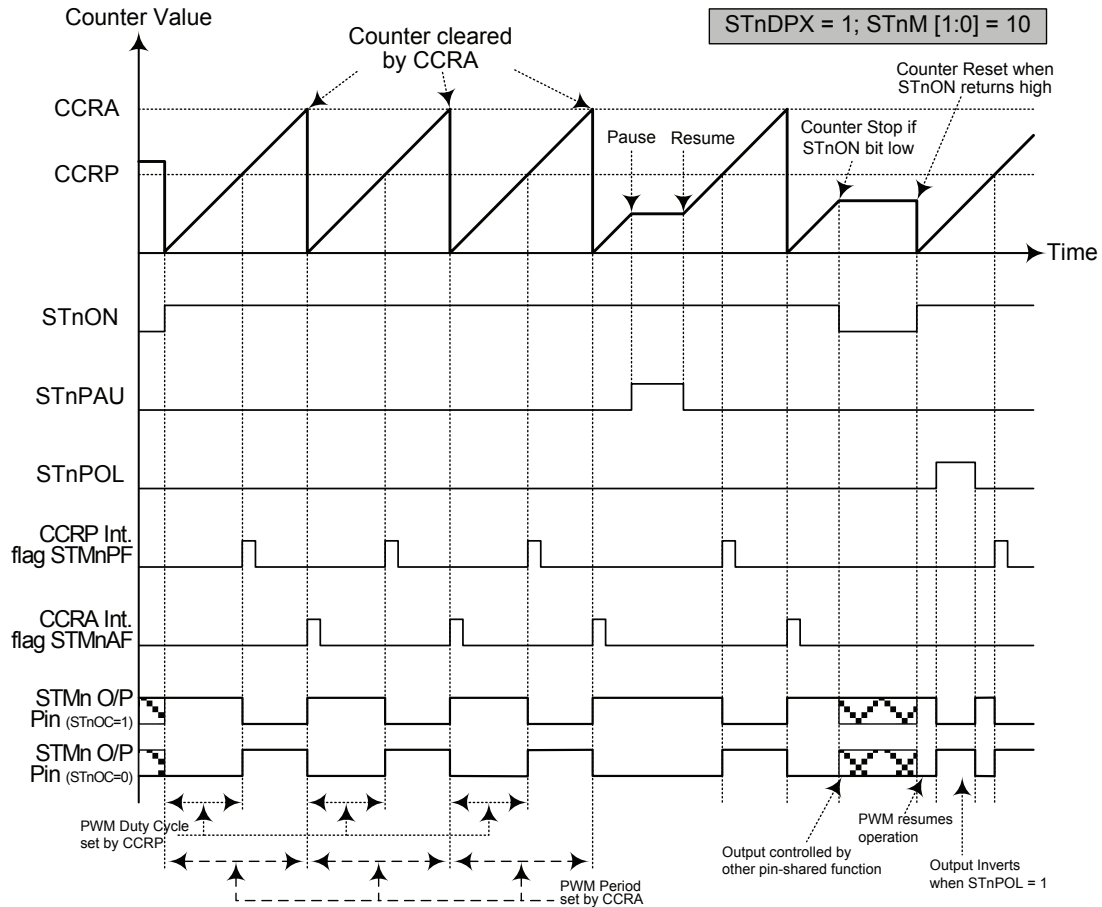 Counter Value
STnDPX = 1; STnM [1:0] = 10
Counter cleared
by CCRA
Counter Reset when
STnON returns high
CCRA
Counter Stop if
STnON bit low
Pause
Resume
CCRP
Time
STnON
STnPAU
STnPOL
CCRP Int.
flag STMnPF
CCRA Int.
flag STMnAF
STMn O/P
Pin (STnOC=1)
STMn O/P
Pin (STnOC=0)
PWM Duty Cycle
set by CCRP
PWM resumes
operation
Output controlled by
other pin-shared function
Output Inverts
when STnPOL = 1
PWM Period
set by CCRA